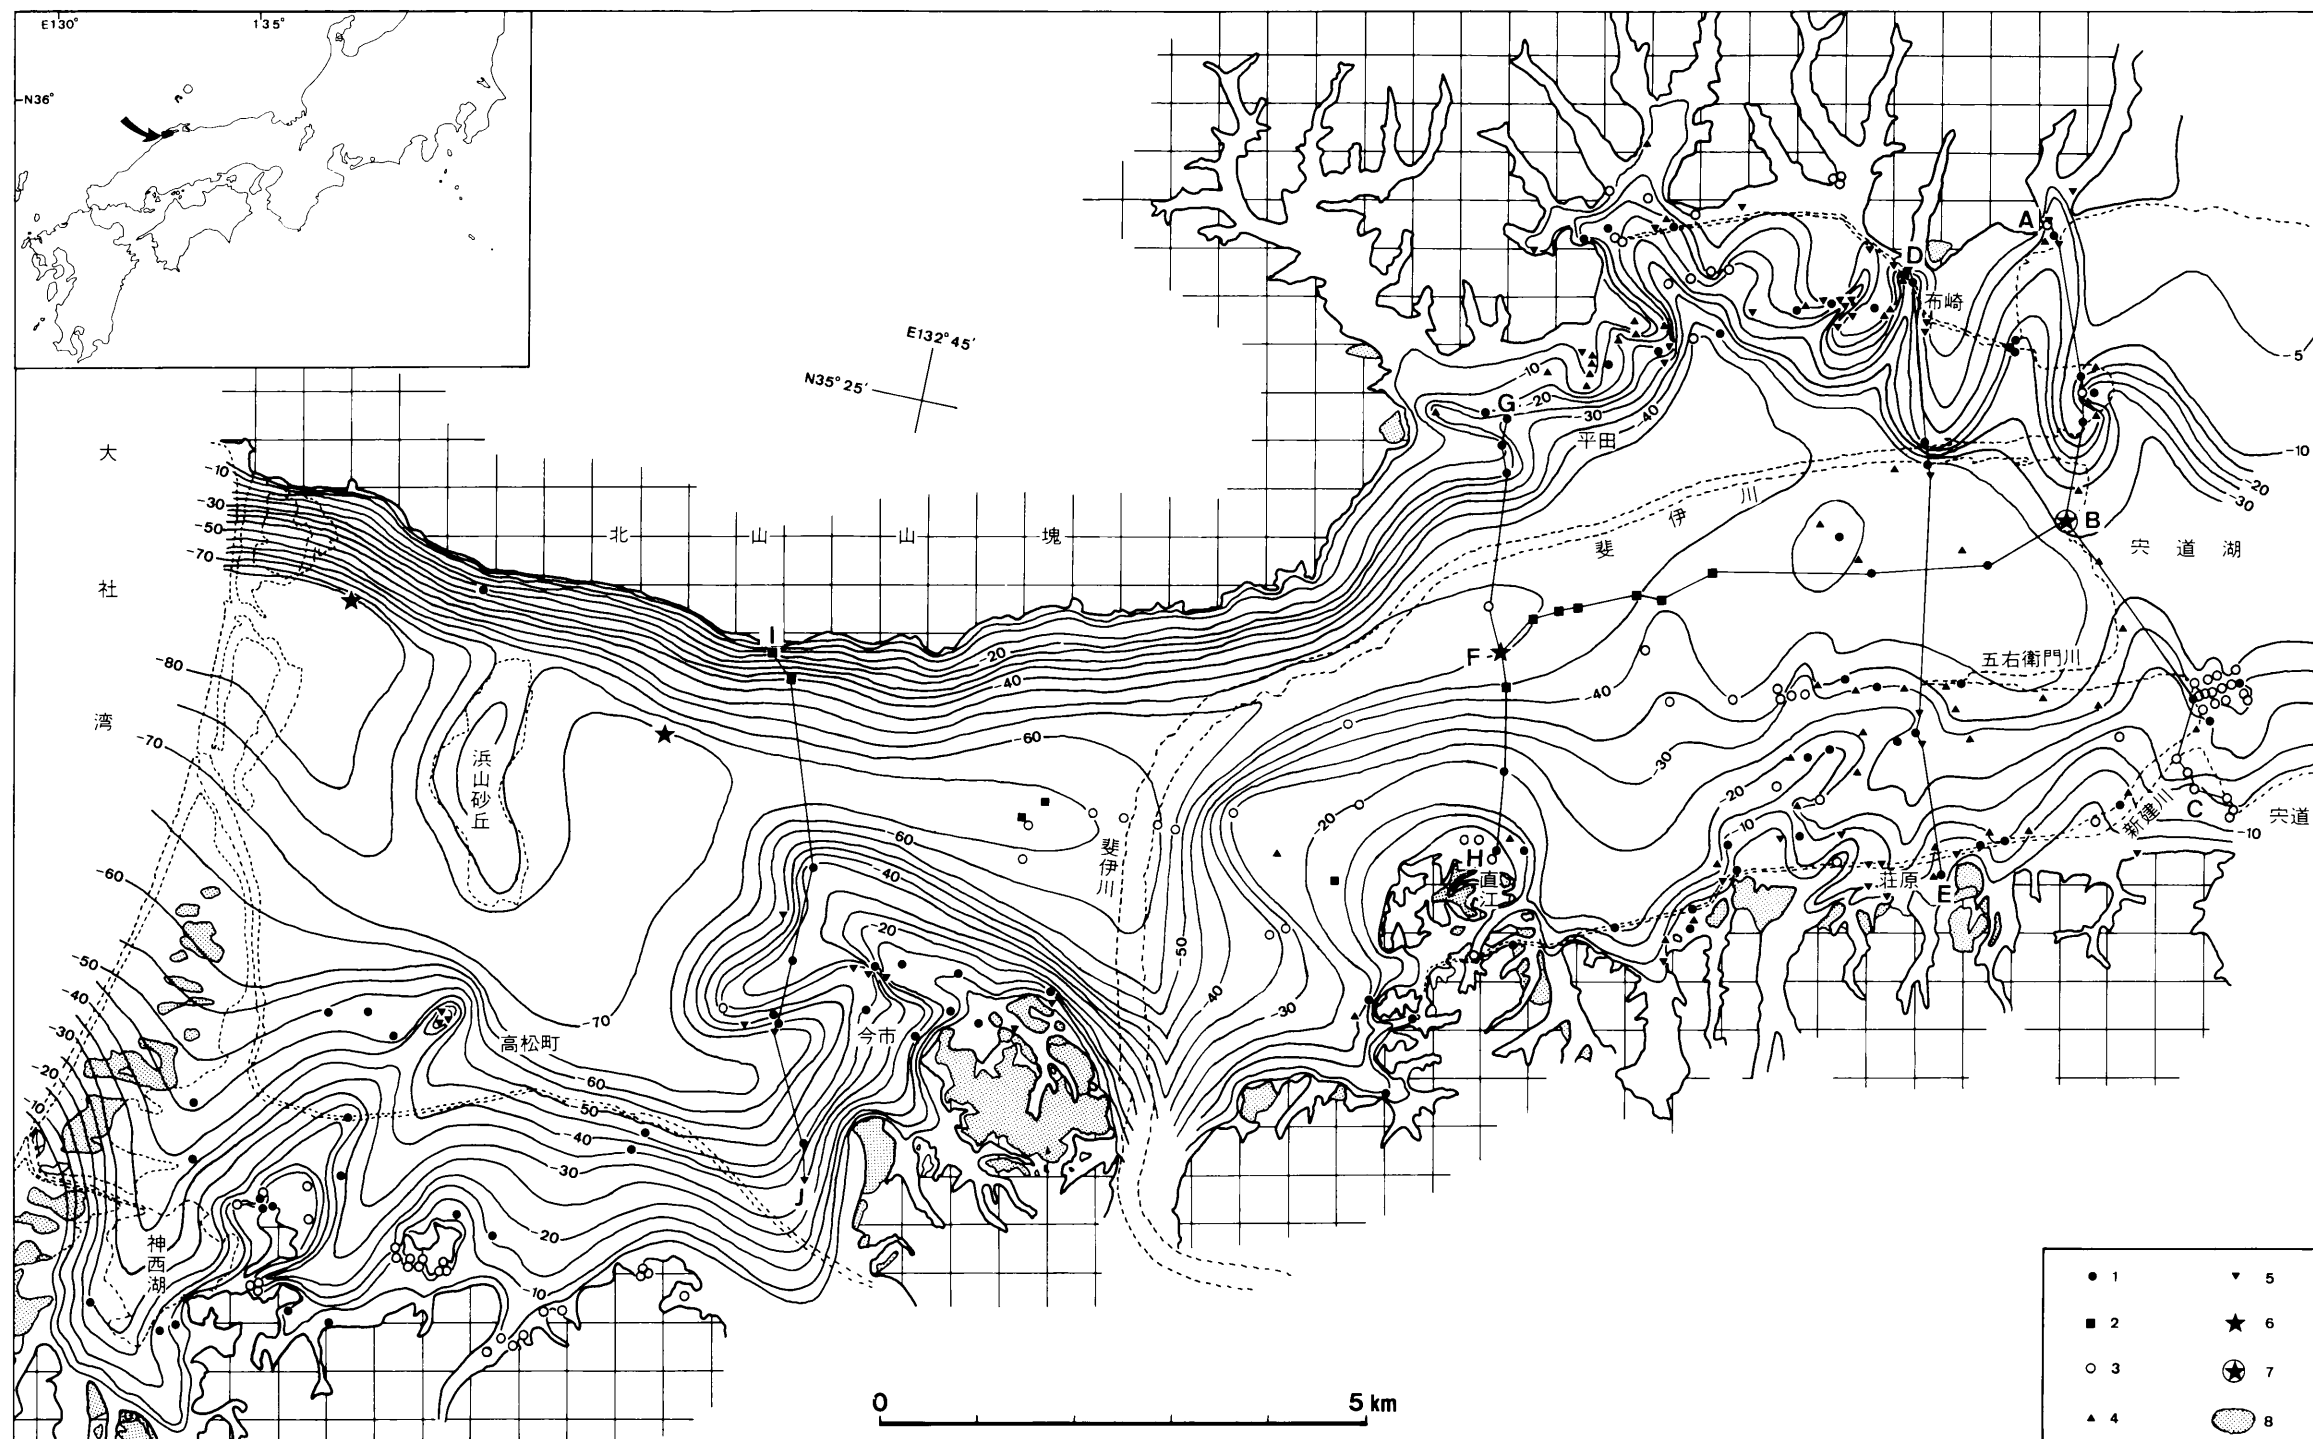 E130°
135°
N36°
E132°45′
N35°25′
大社湾
北山山塊
浜山砂丘
高松町
神西湖
今市
斐伊川
平田
斐伊川
布崎
宍道湖
五右衛門川
新建川
宍道
荘原
直江
A
B
C
D
E
F
G
H
I
J
-10
-30
-50
-70
-80
-70
-60
-50
-40
-30
-20
-10
-20
-40
-60
-60
-40
-20
-70
-60
-50
-40
-30
-20
-10
-10
-20
-30
-40
-40
-30
-20
-10
-20
-50
-40
-30
-5
-10
-20
-30
-10
0 5 km
1
2
3
4
5
6
7
8